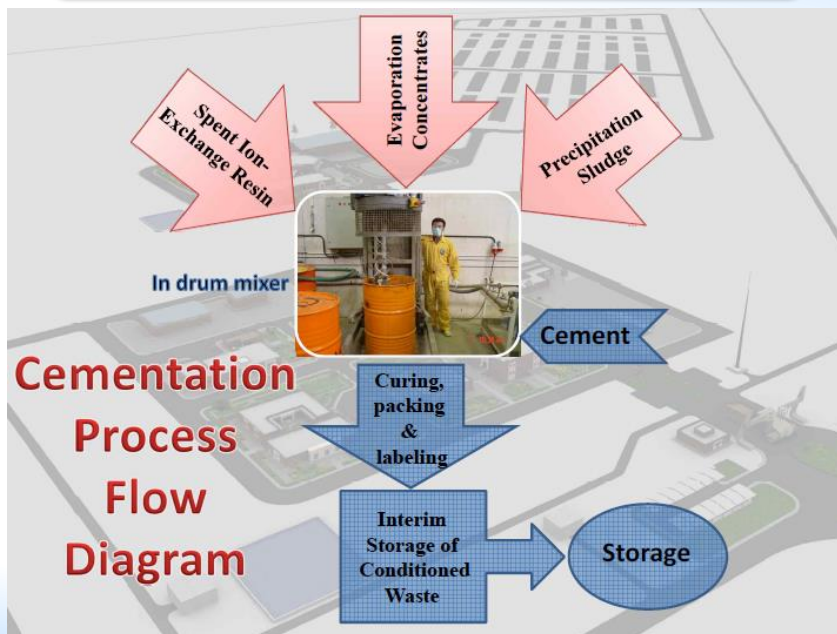 Spent Ion-
Exchange Resin
Evaporation
Concentrates
Precipitation
Sludge
In drum mixer
Cement
Cementation
Process
Flow
Diagram
Curing,
packing
&
labeling
Interim
Storage of
Conditioned
Waste
Storage